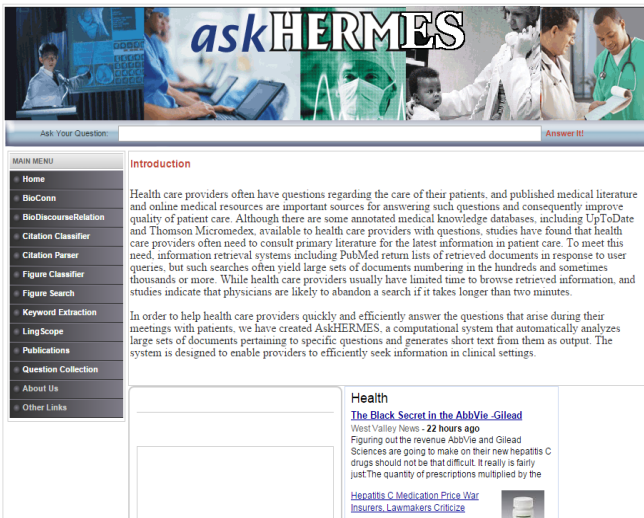 askHERMES
Ask Your Question:
Answer It!
MAIN MENU
Home
BioConn
BioDiscourseRelation
Citation Classifier
Citation Parser
Figure Classifier
Figure Search
Keyword Extraction
LingScope
Publications
Question Collection
About Us
Other Links
Introduction
Health care providers often have questions regarding the care of their patients, and published medical literature
and online medical resources are important sources for answering such questions and consequently improve
quality of patient care. Although there are some annotated medical knowledge databases, including UpToDate
and Thomson Micromedex, available to health care providers with questions, studies have found that health
care providers often need to consult primary literature for the latest information in patient care. To meet this
need, information retrieval systems including PubMed return lists of retrieved documents in response to user
queries, but such searches often yield large sets of documents numbering in the hundreds and sometimes
thousands or more. While health care providers usually have limited time to browse retrieved information, and
studies indicate that physicians are likely to abandon a search if it takes longer than two minutes.
In order to help health care providers quickly and efficiently answer the questions that arise during their
meetings with patients, we have created AskHERMES, a computational system that automatically analyzes
large sets of documents pertaining to specific questions and generates short text from them as output. The
system is designed to enable providers to efficiently seek information in clinical settings.
Health
The Black Secret in the AbbVie -Gilead
West Valley News - 22 hours ago
Figuring out the revenue AbbVie and Gilead
Sciences are going to make on their new hepatitis C
drugs should not be that difficult. It really is fairly
just:The quantity of prescriptions multiplied by the
Hepatitis C Medication Price War
Insurers, Lawmakers Criticize